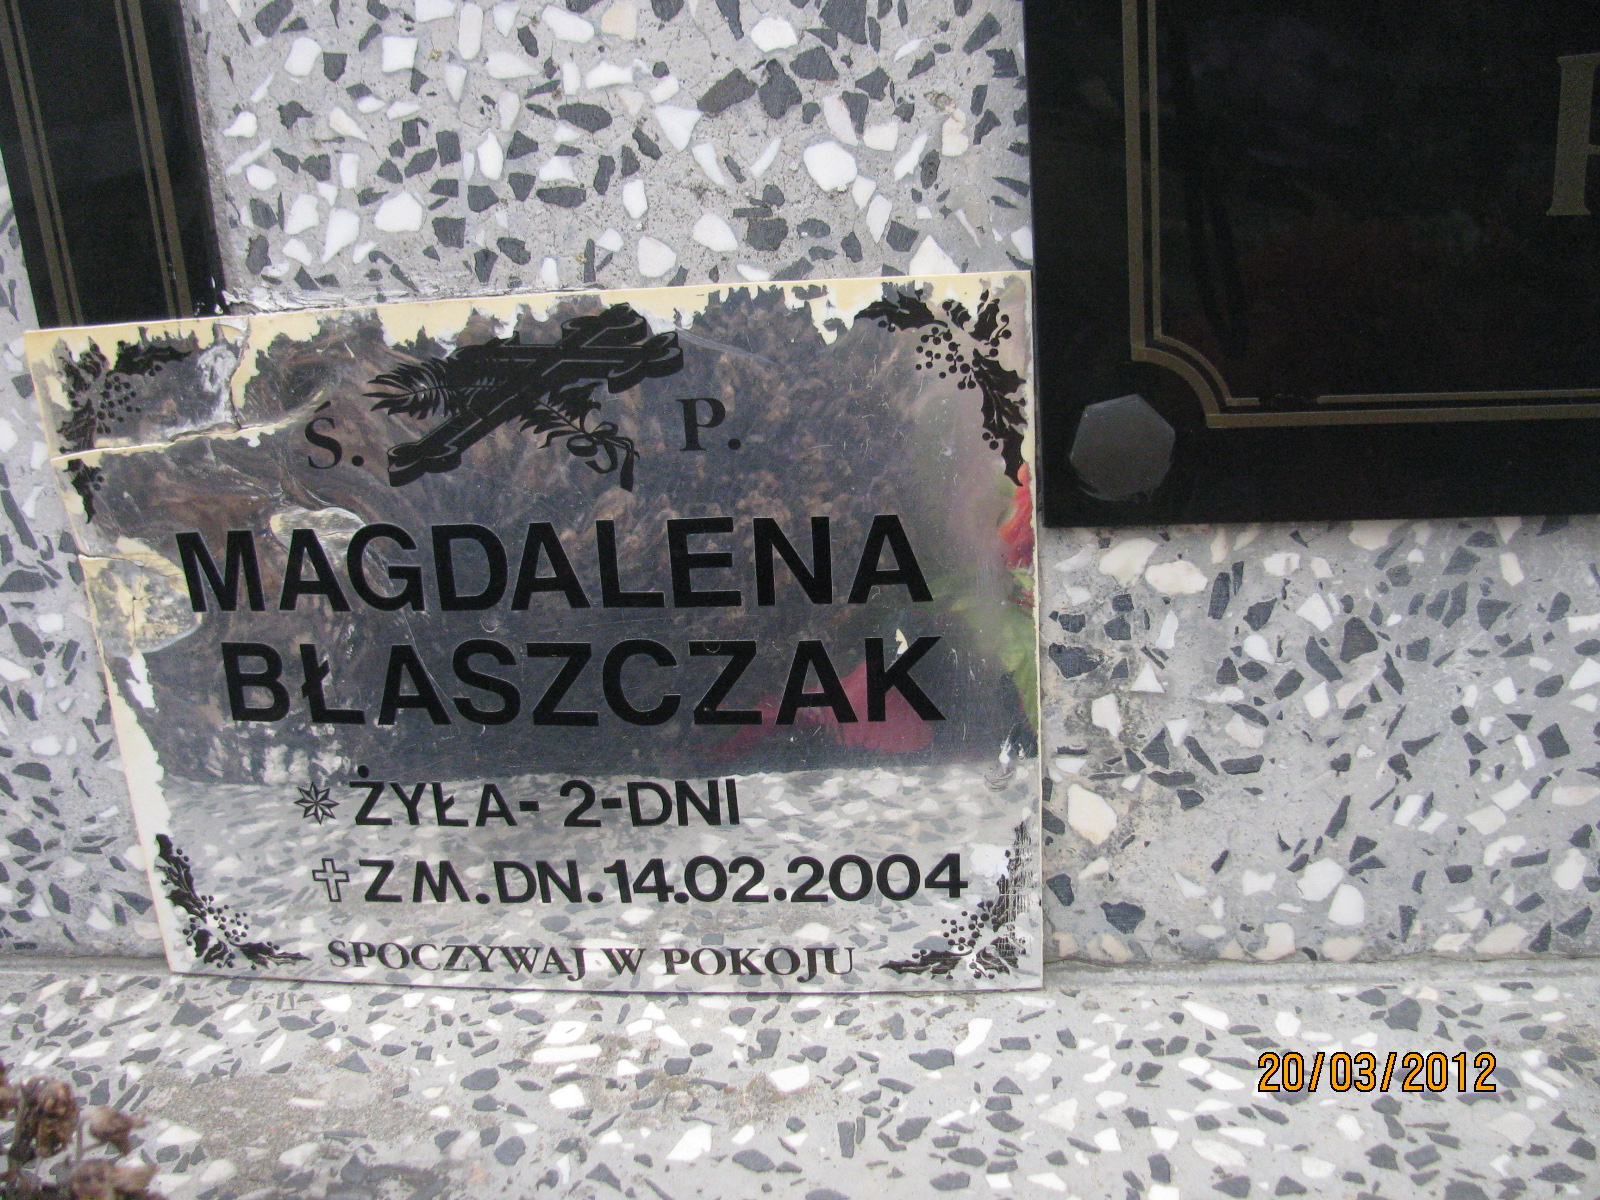 Ś. P.
MAGDALENA
BŁASZCZAK
ŻYŁA- 2-DNI
ZM.DN.14.02.2004
SPOCZYWAJ W POKOJU
20/03/2012